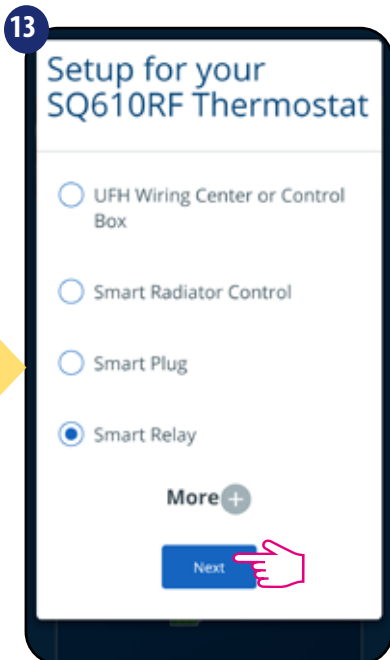 13
Setup for your
SQ610RF Thermostat
UFH Wiring Center or Control
Box
Smart Radiator Control
Smart Plug
Smart Relay
More +
Next